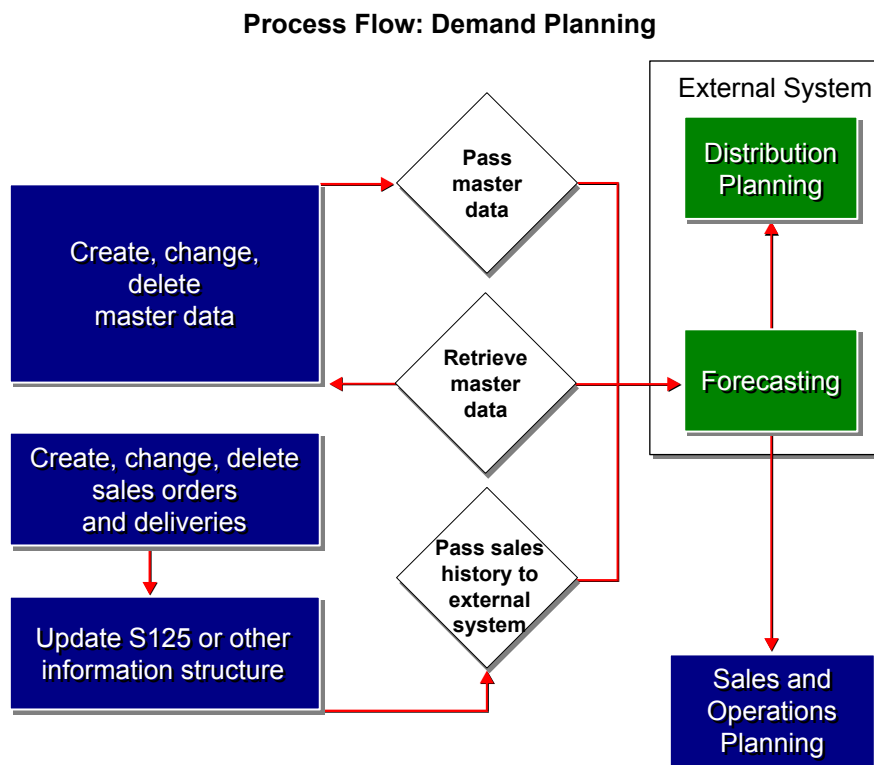 Process Flow: Demand Planning
External System
Pass
master
data
Distribution
Planning
Create, change,
delete
master data
Retrieve
master
data
Forecasting
Create, change, delete
sales orders
and deliveries
Pass sales
history to
external
system
Update S125 or other
information structure
Sales and
Operations
Planning